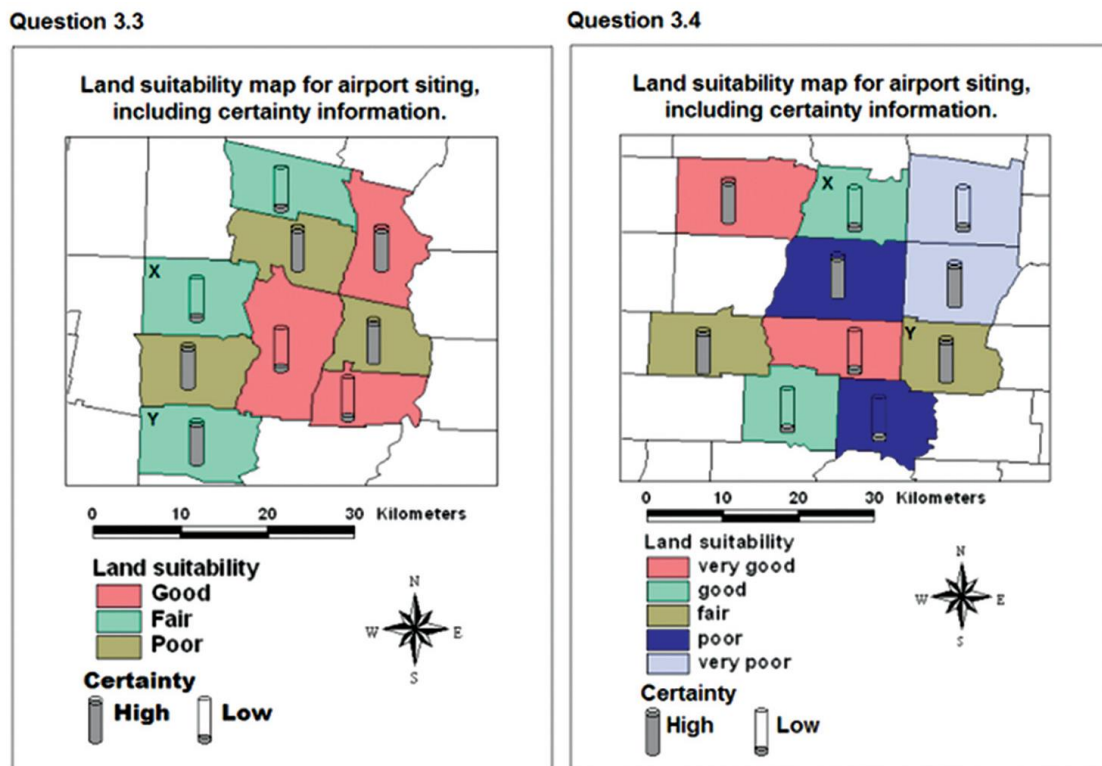 Question 3.3
Land suitability map for airport siting,
including certainty information.
X
Y
0 10 20 30 Kilometers
Land suitability
Good
Fair
Poor
N
W E
S
Certainty
High Low
Question 3.4
Land suitability map for airport siting,
including certainty information.
X
Y
0 10 20 30 Kilometers
Land suitability
very good
good
fair
poor
very poor
N
W E
S
Certainty
High Low